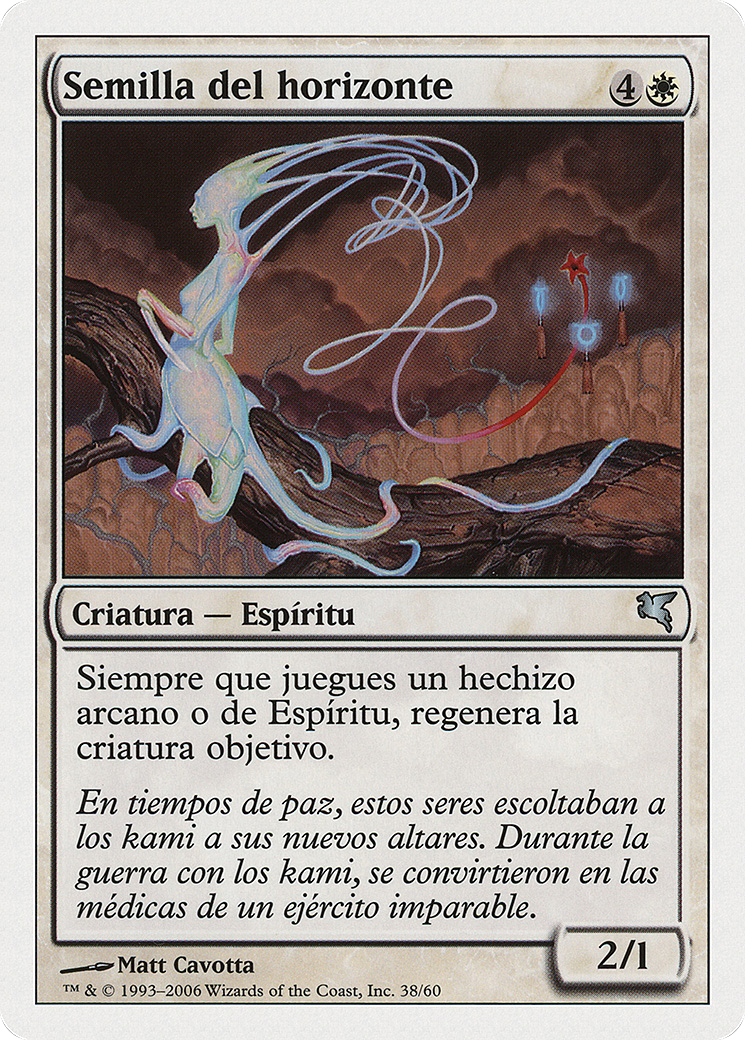 Semilla del horizonte 4
Criatura — Espíritu
Siempre que juegues un hechizo
arcano o de Espíritu, regenera la
criatura objetivo.
En tiempos de paz, estos seres escoltaban a
los kami a sus nuevos altares. Durante la
guerra con los kami, se convirtieron en las
médicas de un ejército imparable.
2/1
Matt Cavotta
™ & © 1993–2006 Wizards of the Coast, Inc. 38/60